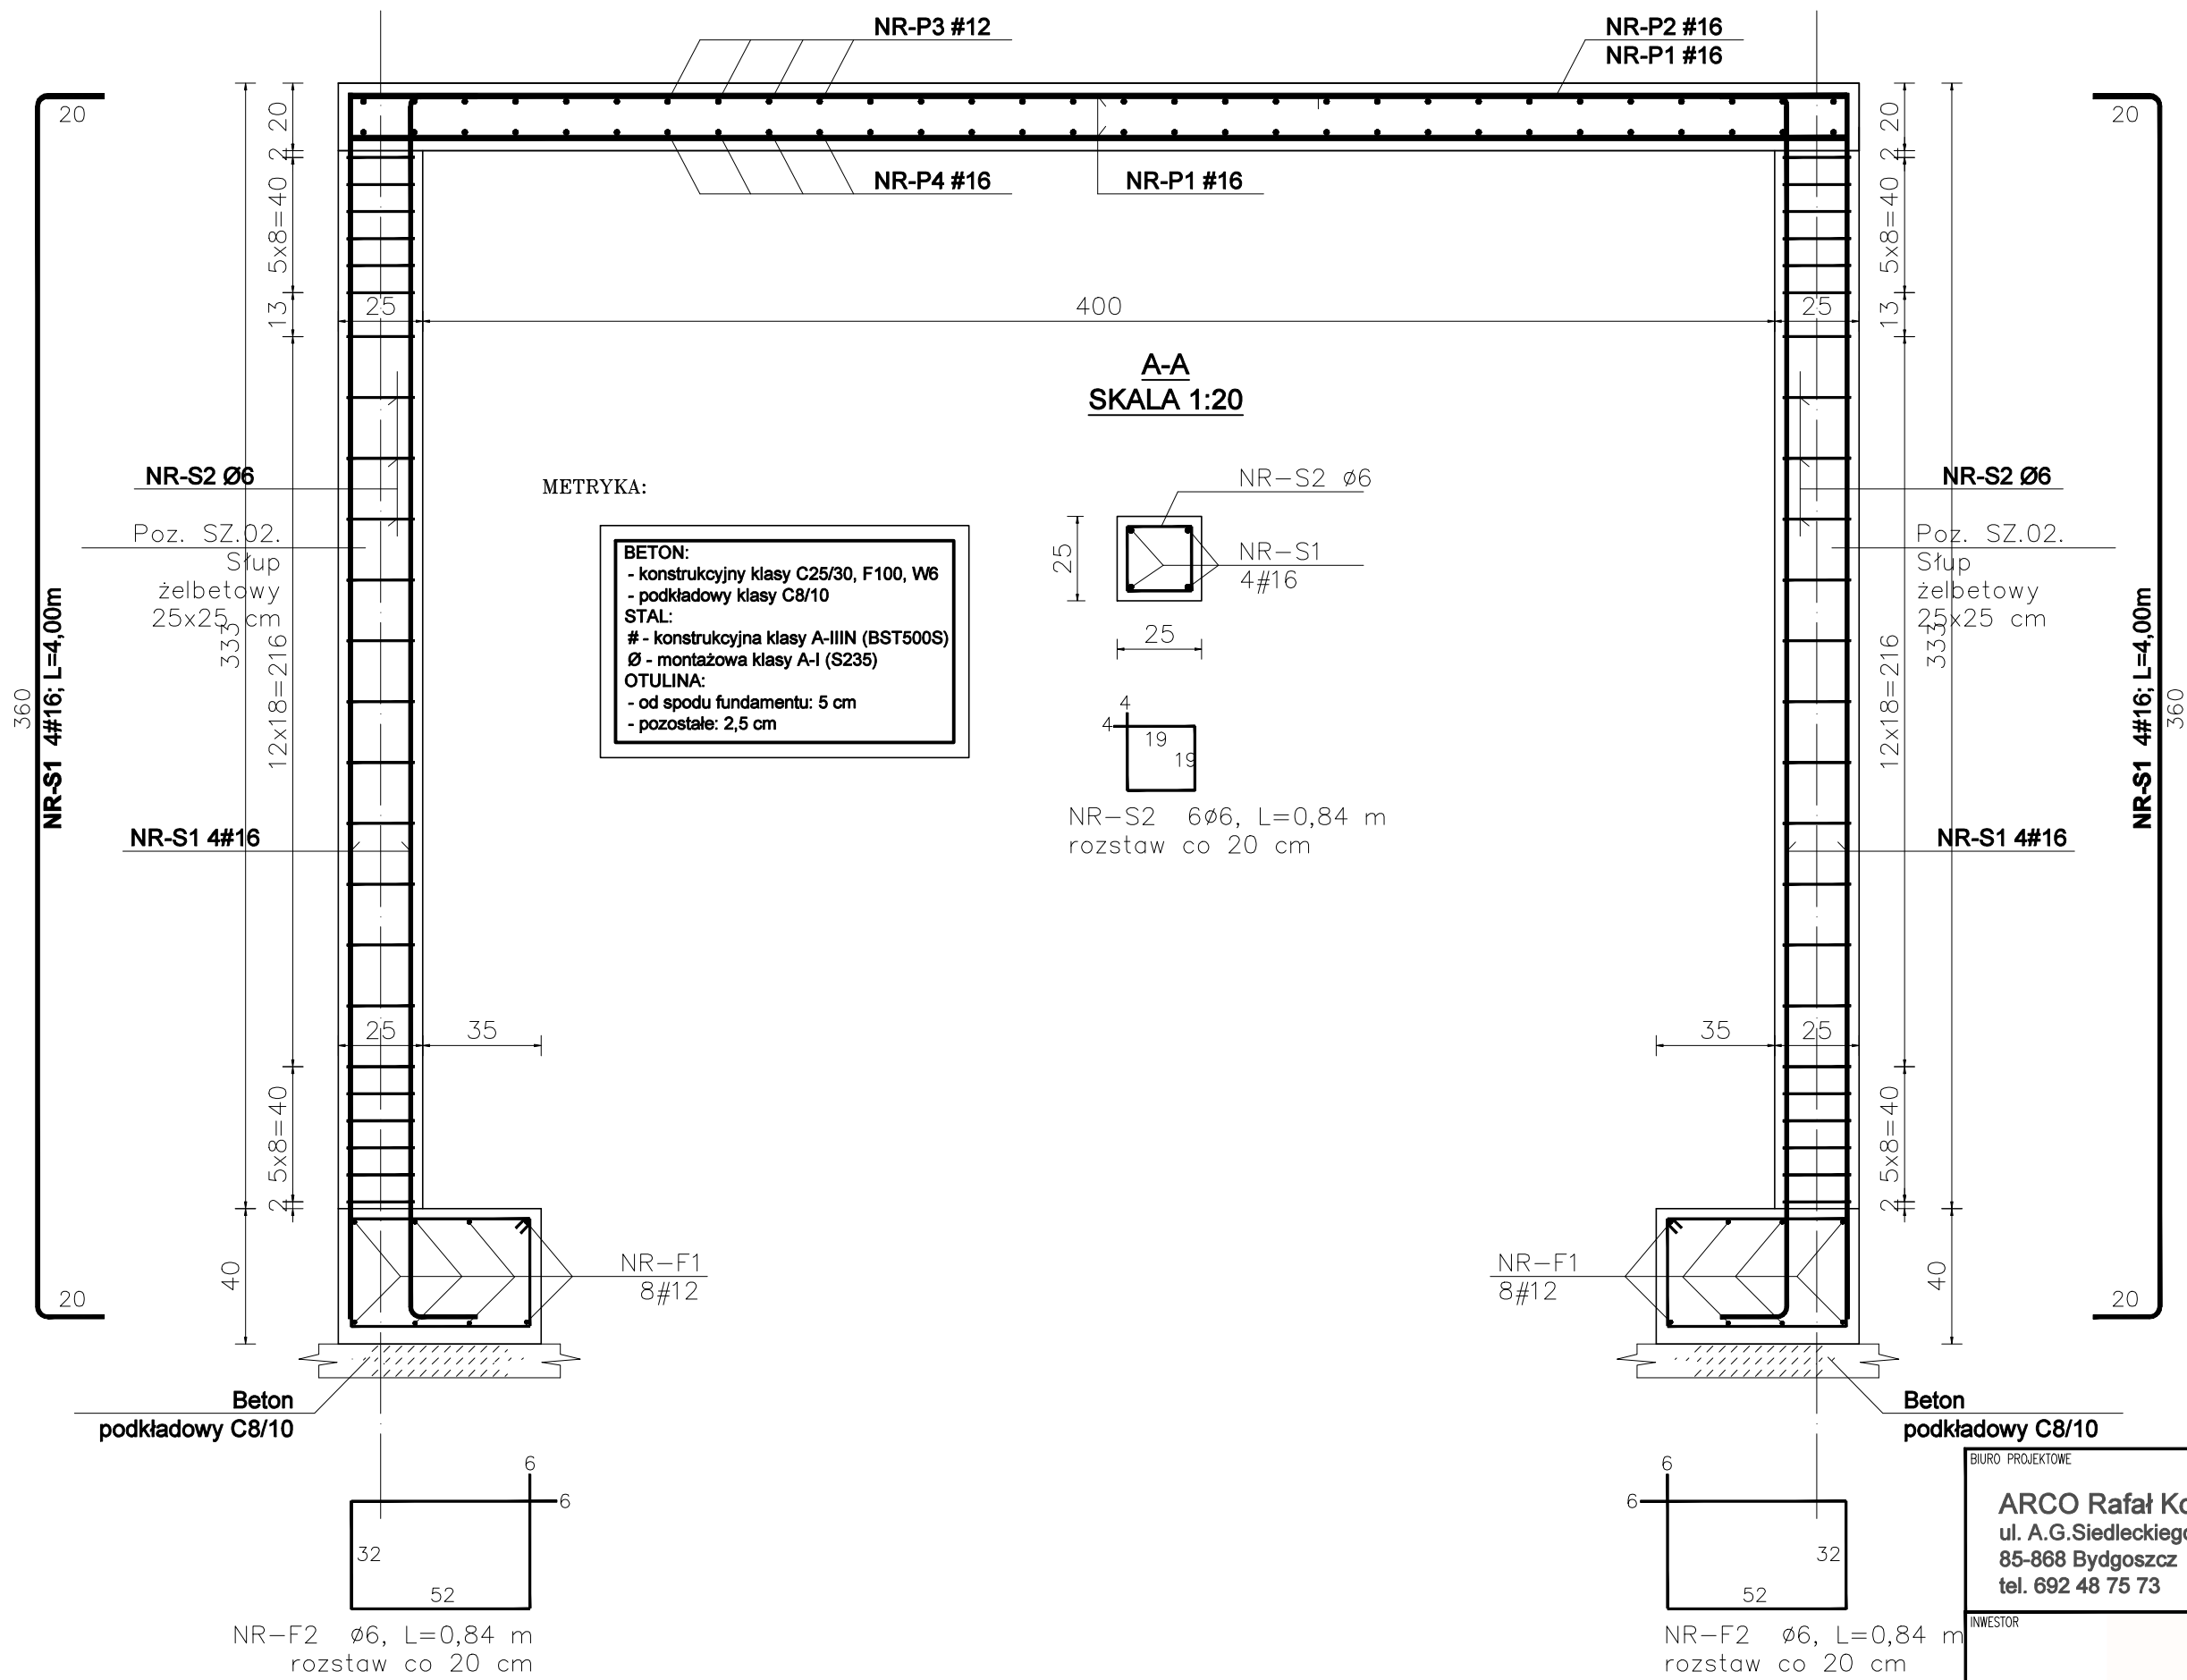 NR-P3 #12
NR-P2 #16
NR-P1 #16
20
20
20
20
2
2
NR-P4 #16
NR-P1 #16
5x8=40
5x8=40
13
13
25
400
25
A-A
SKALA 1:20
NR-S2 Ø6
NR-S2 Ø6
METRYKA:
NR-S2 ø6
Poz. SZ.02.
Słup
żelbetowy
25x25 cm
Poz. SZ.02.
Słup
żelbetowy
25x25 cm
BETON:
- konstrukcyjny klasy C25/30, F100, W6
- podkładowy klasy C8/10
STAL:
# - konstrukcyjna klasy A-IIIN (BST500S)
Ø - montażowa klasy A-I (S235)
OTULINA:
- od spodu fundamentu: 5 cm
- pozostałe: 2,5 cm
25
NR-S1
4#16
25
333
333
360
NR-S1 4#16; L=4,00m
12x18=216
12x18=216
NR-S1 4#16; L=4,00m
360
4
4
19
19
NR-S2 6ø6, L=0,84 m
rozstaw co 20 cm
NR-S1 4#16
NR-S1 4#16
25
35
35
25
5x8=40
5x8=40
2
2
40
NR-F1
8#12
NR-F1
8#12
40
20
20
Beton
podkładowy C8/10
Beton
podkładowy C8/10
6
6
32
52
NR-F2 ø6, L=0,84 m
rozstaw co 20 cm
6
6
32
52
NR-F2 ø6, L=0,84 m
rozstaw co 20 cm
BIURO PROJEKTOWE
ARCO Rafał Ko
ul. A.G.Siedleckiego
85-868 Bydgoszcz
tel. 692 48 75 73
INWESTOR